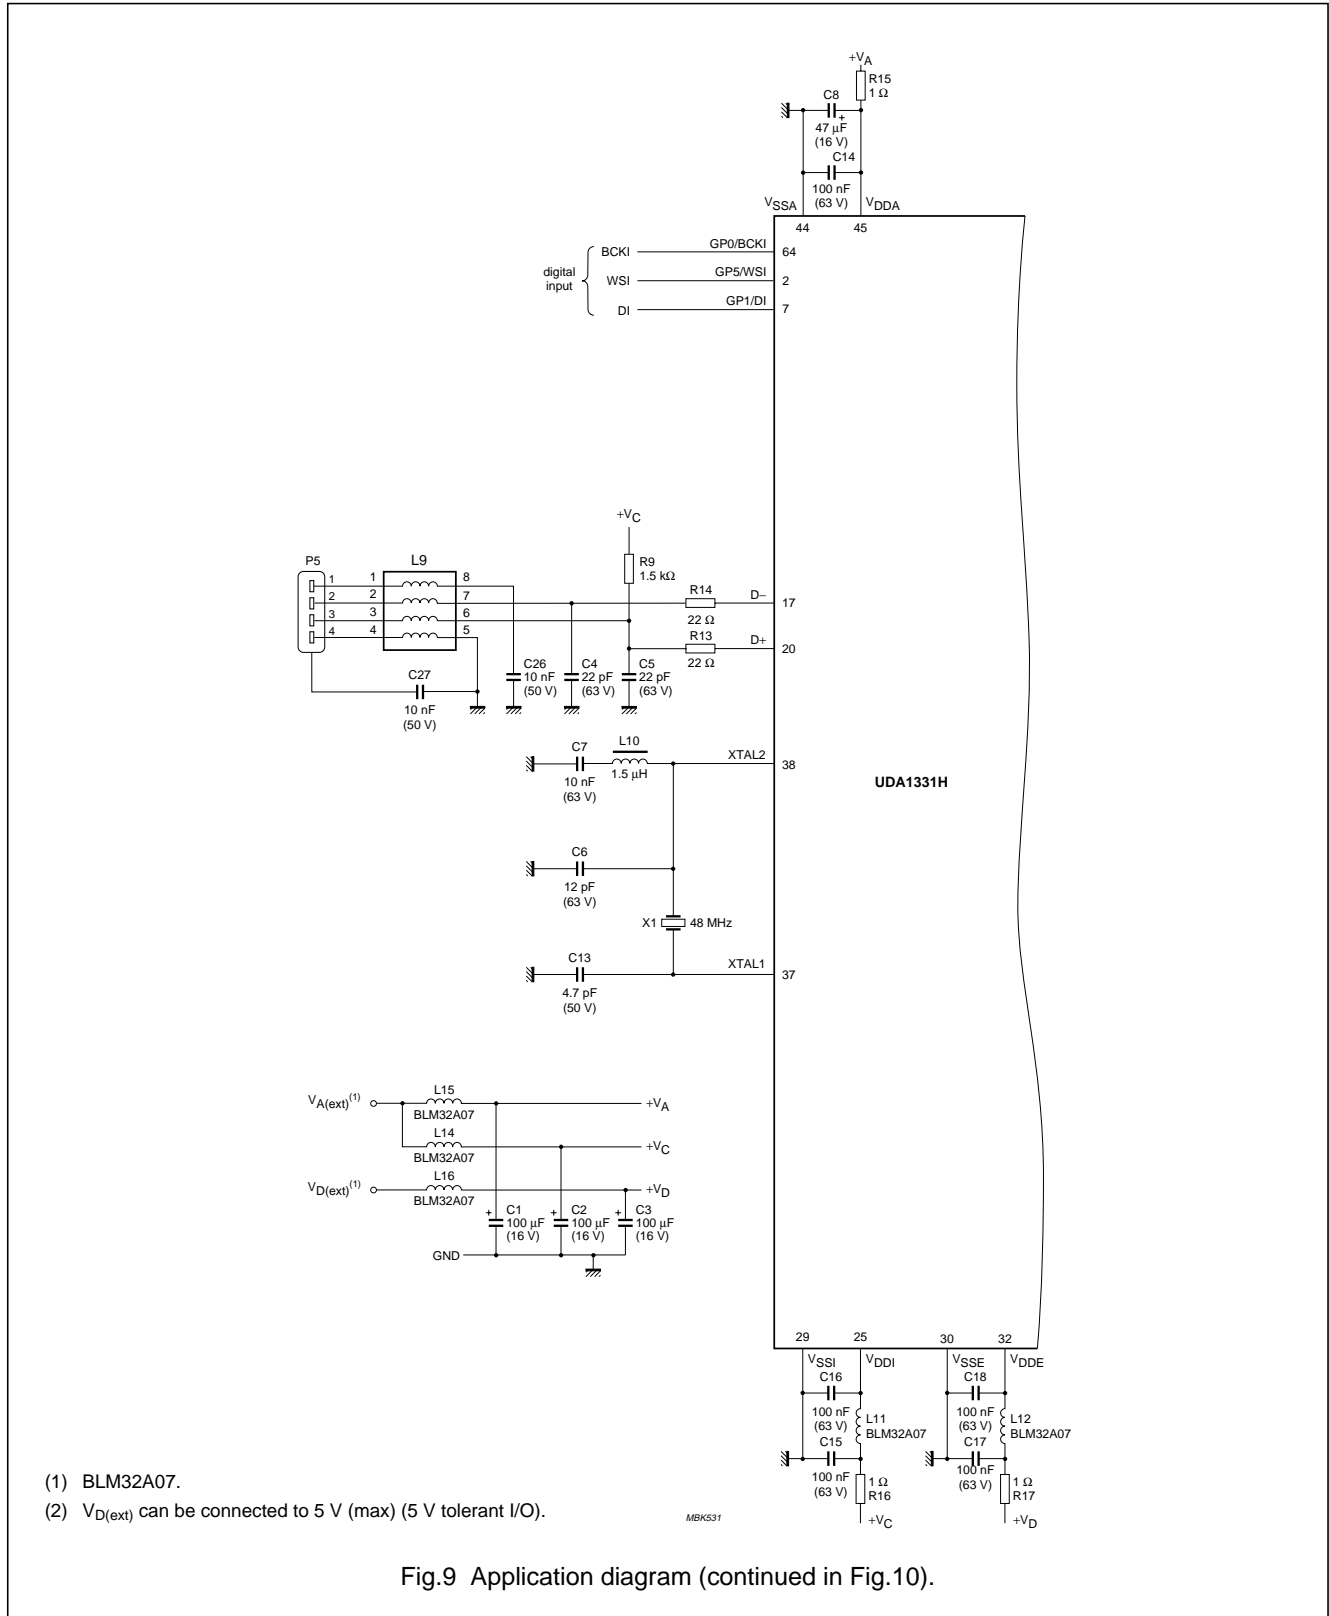 +VA
R15
1 Ω
C8
+
47 µF
(16 V)
C14
100 nF
(63 V)
VSSA
VDDA
44 45
BCKI GP0/BCKI 64
digital
input
WSI GP5/WSI 2
DI GP1/DI 7
+VC
R9
1.5 kΩ
P5 L9
1 1 8
2 2 7
3 3 6
4 4 5
R14
22 Ω
D− 17
R13
22 Ω
D+ 20
C27
10 nF
(50 V)
C26
10 nF
(50 V)
C4
22 pF
(63 V)
C5
22 pF
(63 V)
C7
10 nF
(63 V)
L10
1.5 µH
XTAL2 38
UDA1331H
C6
12 pF
(63 V)
X1 48 MHz
C13
4.7 pF
(50 V)
XTAL1 37
VA(ext)(1) L15 +VA
BLM32A07
L14 +VC
BLM32A07
VD(ext)(1) L16 +VD
BLM32A07
+ C1
100 µF
(16 V)
+ C2
100 µF
(16 V)
+ C3
100 µF
(16 V)
GND
29 25 30 32
VSSI VDDI VSSE VDDE
C16
100 nF
(63 V)
L11
BLM32A07
C15
100 nF
(63 V)
1 Ω
R16
+VC
C18
100 nF
(63 V)
L12
BLM32A07
C17
100 nF
(63 V)
1 Ω
R17
+VD
(1) BLM32A07.
(2) VD(ext) can be connected to 5 V (max) (5 V tolerant I/O).
MBK531
Fig.9 Application diagram (continued in Fig.10).